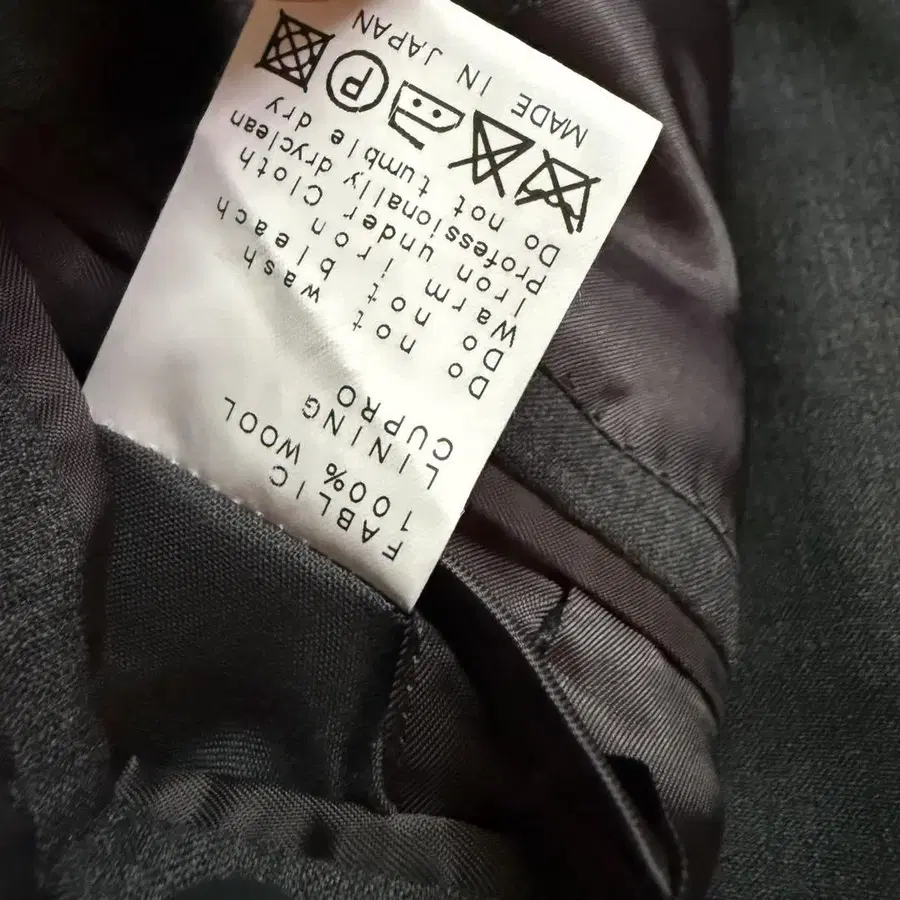 FABLIC
100% WOOL
LINING
CUPRO
Do not wash
Do not bleach
Warm iron
Iron under Cloth
Professionally dryclean
Do not tumble dry
P
MADE IN JAPAN